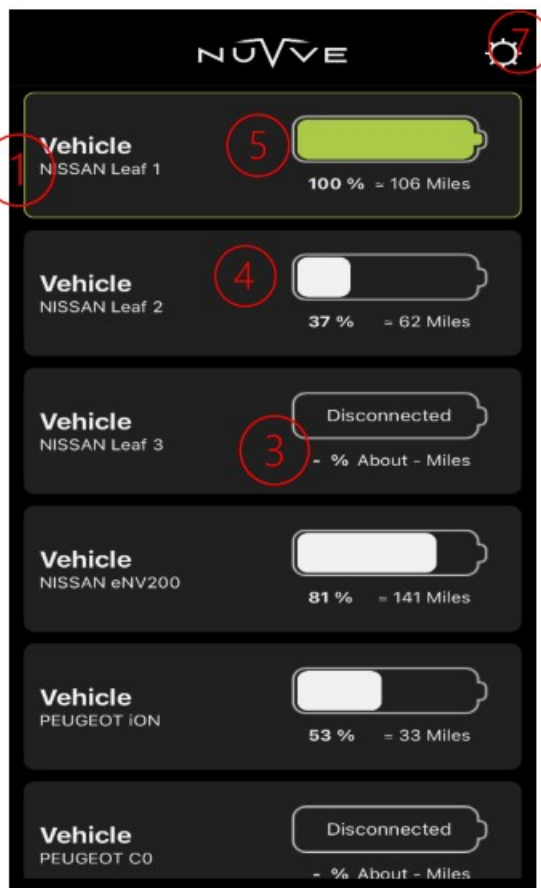 NUVVE
7
Vehicle
NISSAN Leaf 1
1
5
100 % ≃ 106 Miles
Vehicle
NISSAN Leaf 2
4
37 % ≃ 62 Miles
Vehicle
NISSAN Leaf 3
Disconnected
3
- % About - Miles
Vehicle
NISSAN eNV200
81 % ≃ 141 Miles
Vehicle
PEUGEOT iON
53 % ≃ 33 Miles
Vehicle
PEUGEOT C0
Disconnected
- % About - Miles